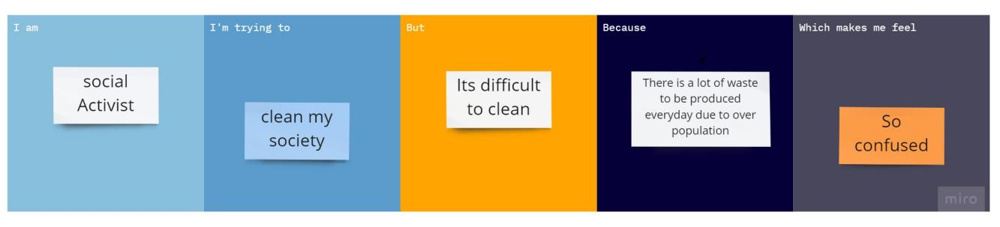 I am
social
Activist
I'm trying to
clean my
society
But
Its difficult
to clean
Because
There is a lot of waste
to be produced
everyday due to over
population
Which makes me feel
So
confused
miro